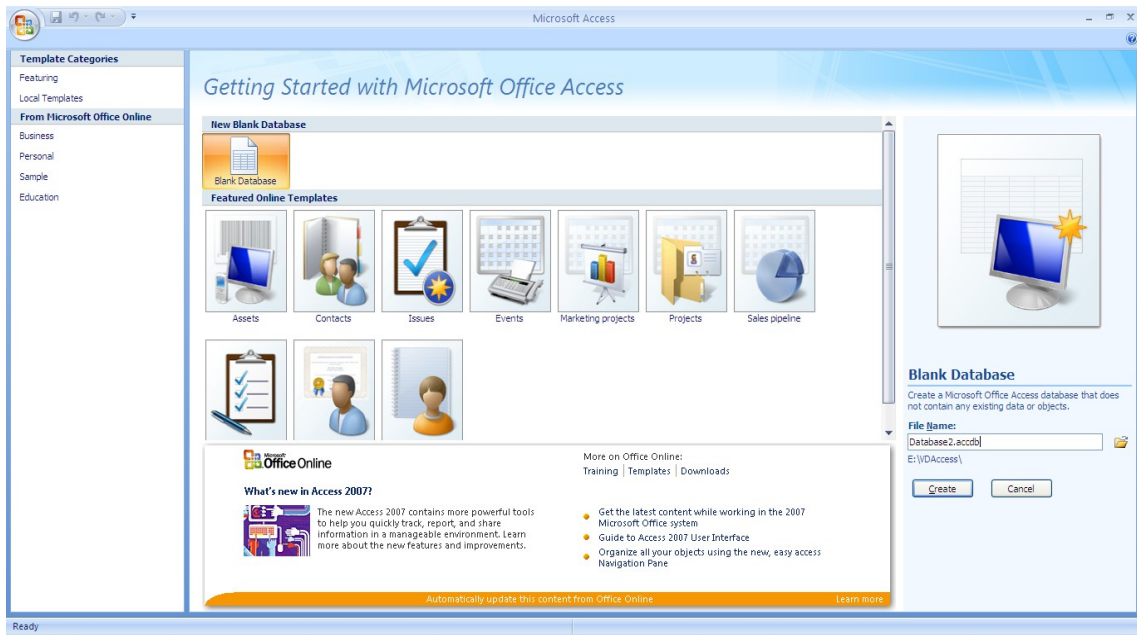 Microsoft Access
Template Categories
Featuring
Local Templates
From Microsoft Office Online
Business
Personal
Sample
Education
Getting Started with Microsoft Office Access
New Blank Database
Blank Database
Featured Online Templates
Assets
Contacts
Issues
Events
Marketing projects
Projects
Sales pipeline
Microsoft
Office Online
What's new in Access 2007?
The new Access 2007 contains more powerful tools
to help you quickly track, report, and share
information in a manageable environment. Learn
more about the new features and improvements.
More on Office Online:
Training | Templates | Downloads
Get the latest content while working in the 2007
Microsoft Office system
Guide to Access 2007 User Interface
Organize all your objects using the new, easy access
Navigation Pane
Automatically update this content from Office Online
Learn more
Blank Database
Create a Microsoft Office Access database that does
not contain any existing data or objects.
File Name:
Database2.accdb
E:\VDAccess\
Create
Cancel
Ready